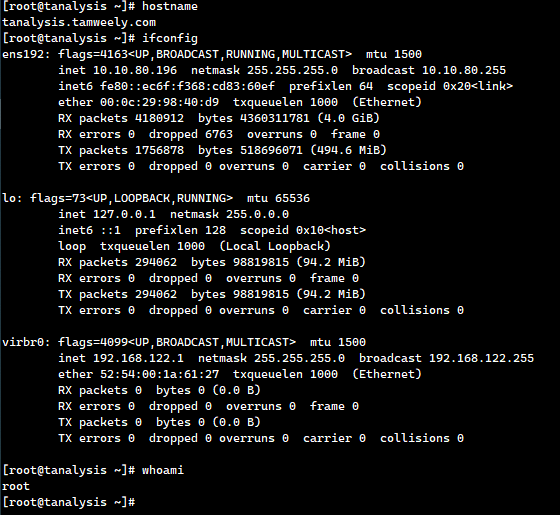 [root@tanalysis ~]# hostname
tanalysis.tamweely.com
[root@tanalysis ~]# ifconfig
ens192: flags=4163<UP,BROADCAST,RUNNING,MULTICAST>  mtu 1500
        inet 10.10.80.196  netmask 255.255.255.0  broadcast 10.10.80.255
        inet6 fe80::ec6f:f368:cd83:60ef  prefixlen 64  scopeid 0x20<link>
        ether 00:0c:29:98:40:d9  txqueuelen 1000  (Ethernet)
        RX packets 4180912  bytes 4360311781 (4.0 GiB)
        RX errors 0  dropped 6763  overruns 0  frame 0
        TX packets 1756878  bytes 518696071 (494.6 MiB)
        TX errors 0  dropped 0 overruns 0  carrier 0  collisions 0

lo: flags=73<UP,LOOPBACK,RUNNING>  mtu 65536
        inet 127.0.0.1  netmask 255.0.0.0
        inet6 ::1  prefixlen 128  scopeid 0x10<host>
        loop  txqueuelen 1000  (Local Loopback)
        RX packets 294062  bytes 98819815 (94.2 MiB)
        RX errors 0  dropped 0  overruns 0  frame 0
        TX packets 294062  bytes 98819815 (94.2 MiB)
        TX errors 0  dropped 0 overruns 0  carrier 0  collisions 0

virbr0: flags=4099<UP,BROADCAST,MULTICAST>  mtu 1500
        inet 192.168.122.1  netmask 255.255.255.0  broadcast 192.168.122.255
        ether 52:54:00:1a:61:27  txqueuelen 1000  (Ethernet)
        RX packets 0  bytes 0 (0.0 B)
        RX errors 0  dropped 0  overruns 0  frame 0
        TX packets 0  bytes 0 (0.0 B)
        TX errors 0  dropped 0 overruns 0  carrier 0  collisions 0

[root@tanalysis ~]# whoami
root
[root@tanalysis ~]#